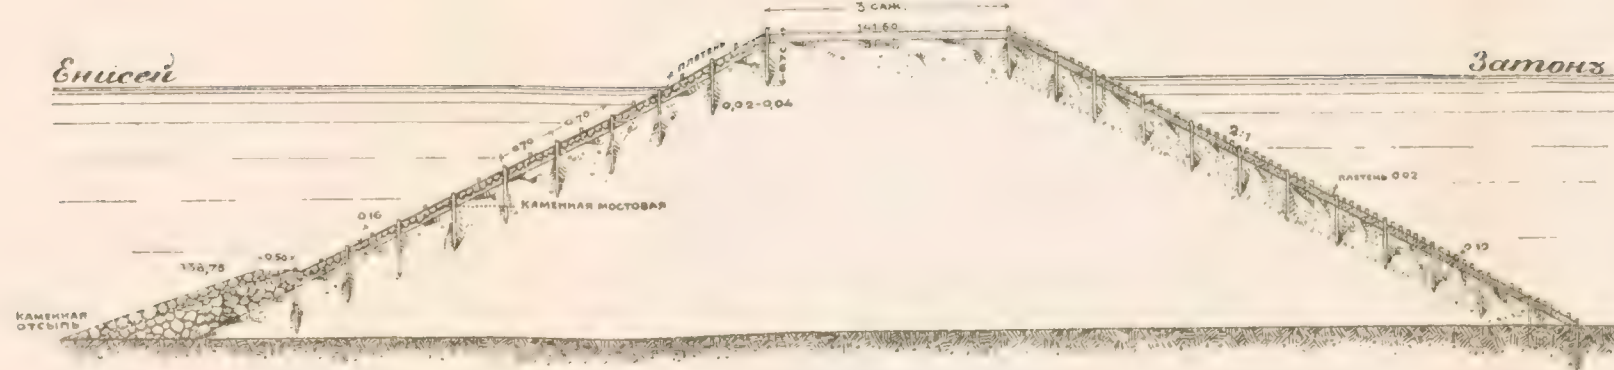 3 САЖ.
141.60
Енисей
Затонъ
ПЛЕТЕНЬ
0,02-0,04
0.70
0.70
2:1
ПЛЕТЕНЬ 0.02
КАМЕННАЯ МОСТОВАЯ
0.16
0.10
138,75
0.50
КАМЕННАЯ
ОТСЫПЬ